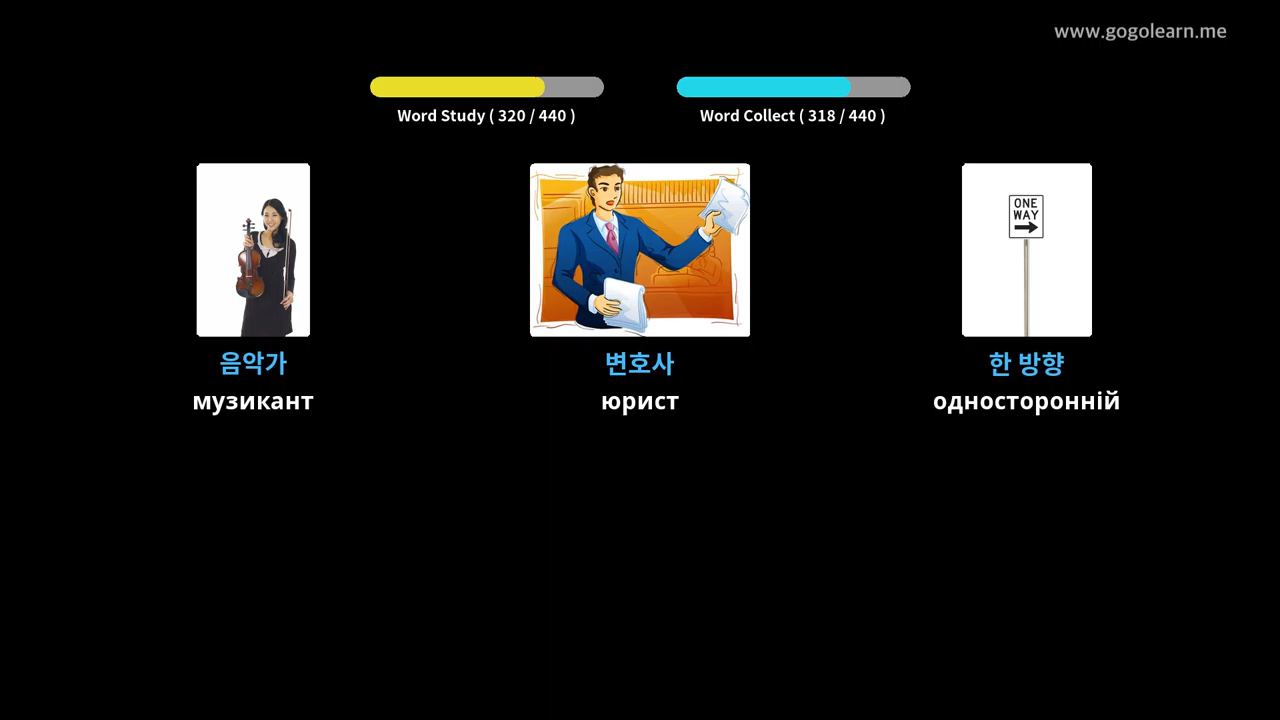 www.gogolearn.me
Word Study ( 320 / 440 )
Word Collect ( 318 / 440 )
ONE
WAY
음악가
변호사
한 방향
музикант
юрист
односторонній